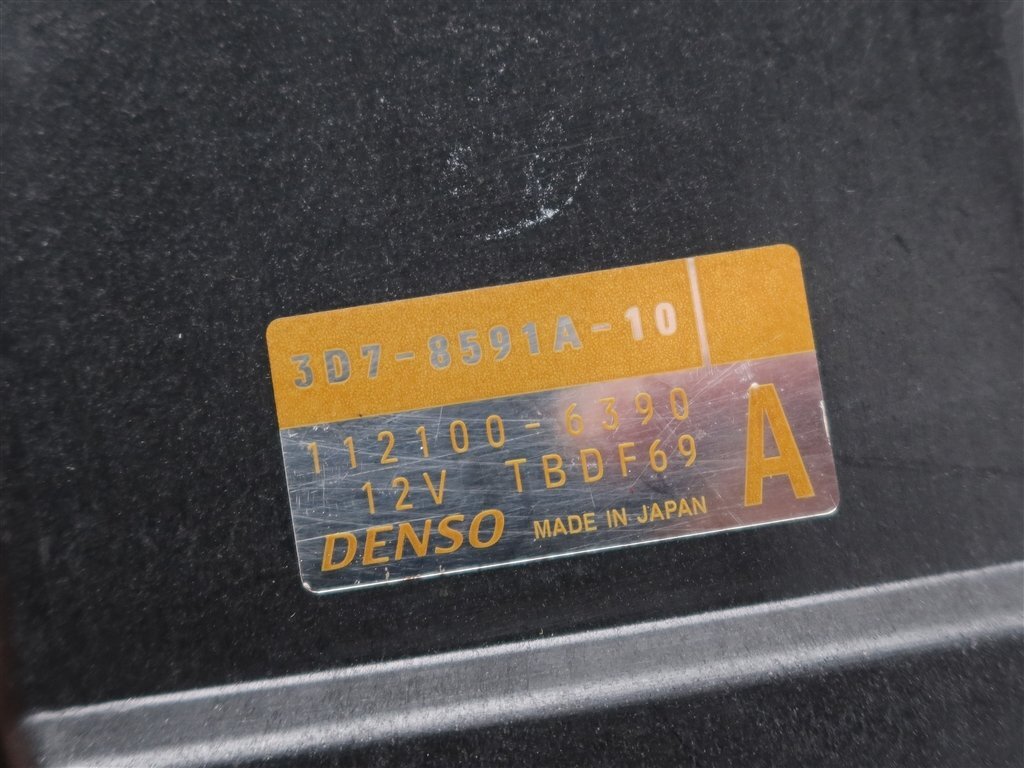 3D7-8591A-10
112100-6390
12V TBDF69
DENSO MADE IN JAPAN
A